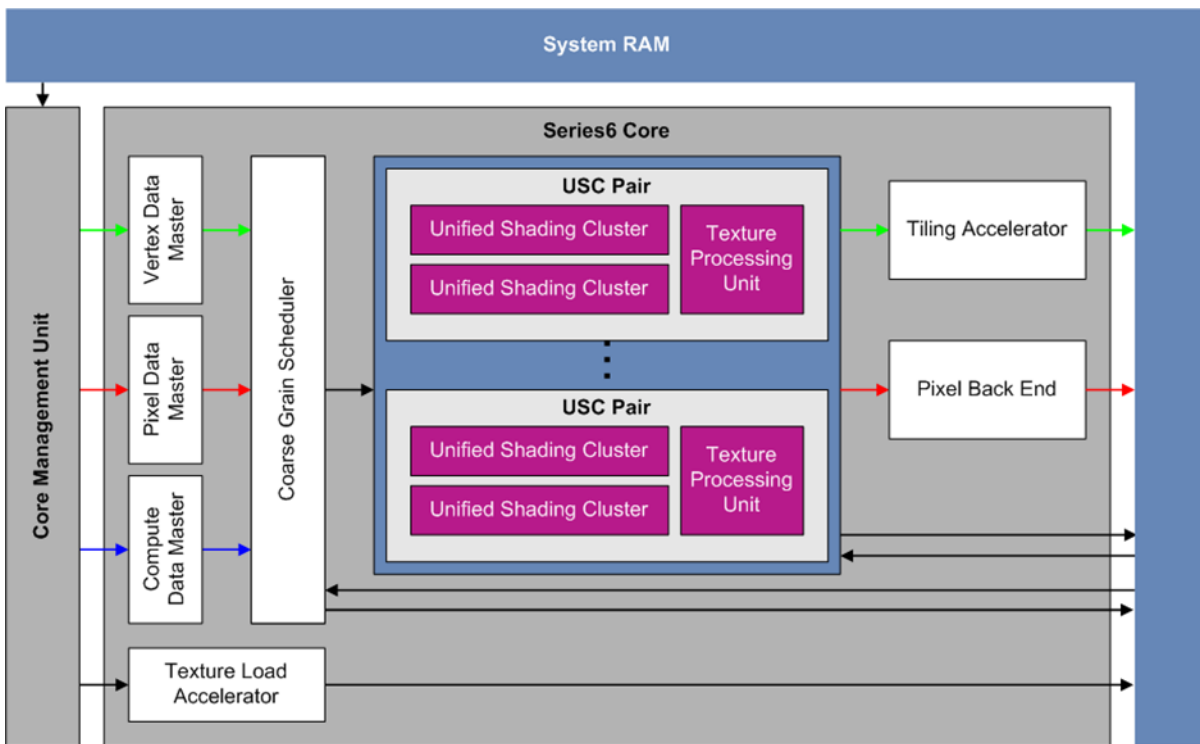 System RAM
Core Management Unit
Series6 Core
Vertex Data
Master
Pixel Data
Master
Compute
Data Master
Coarse Grain Scheduler
USC Pair
Unified Shading Cluster
Unified Shading Cluster
Texture
Processing
Unit
USC Pair
Unified Shading Cluster
Unified Shading Cluster
Texture
Processing
Unit
Tiling Accelerator
Pixel Back End
Texture Load
Accelerator